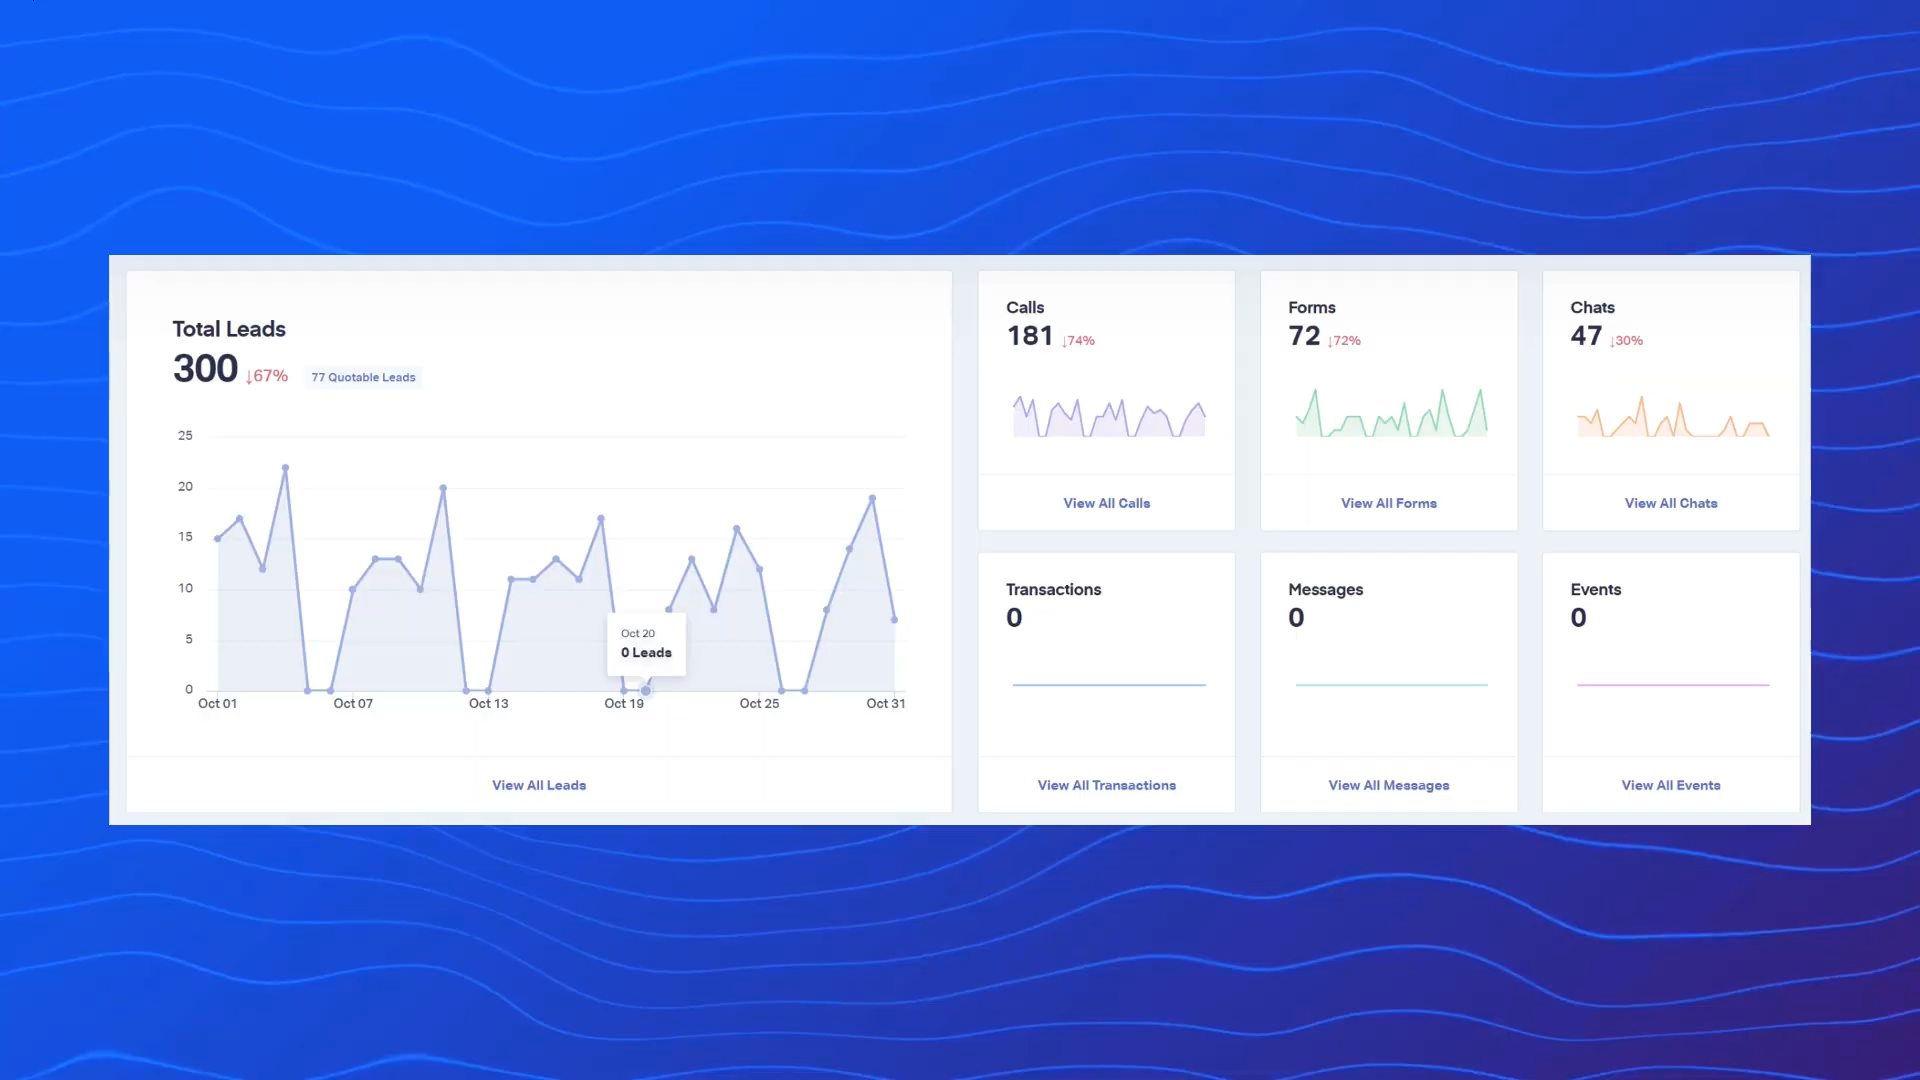 Total Leads
300 ↓67% 77 Quotable Leads
25
20
15
10
5
0
Oct 01 Oct 07 Oct 13 Oct 19 Oct 25 Oct 31
Oct 20
0 Leads
View All Leads
Calls
181 ↓74%
View All Calls
Forms
72 ↓72%
View All Forms
Chats
47 ↓30%
View All Chats
Transactions
0
View All Transactions
Messages
0
View All Messages
Events
0
View All Events